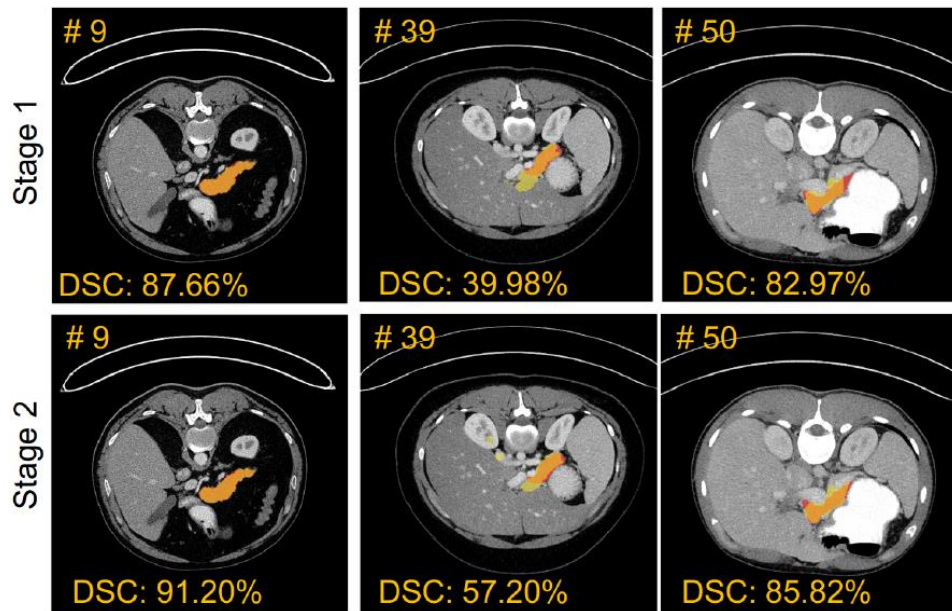 Stage 1
# 9
# 39
# 50
DSC: 87.66%
DSC: 39.98%
DSC: 82.97%
Stage 2
# 9
# 39
# 50
DSC: 91.20%
DSC: 57.20%
DSC: 85.82%